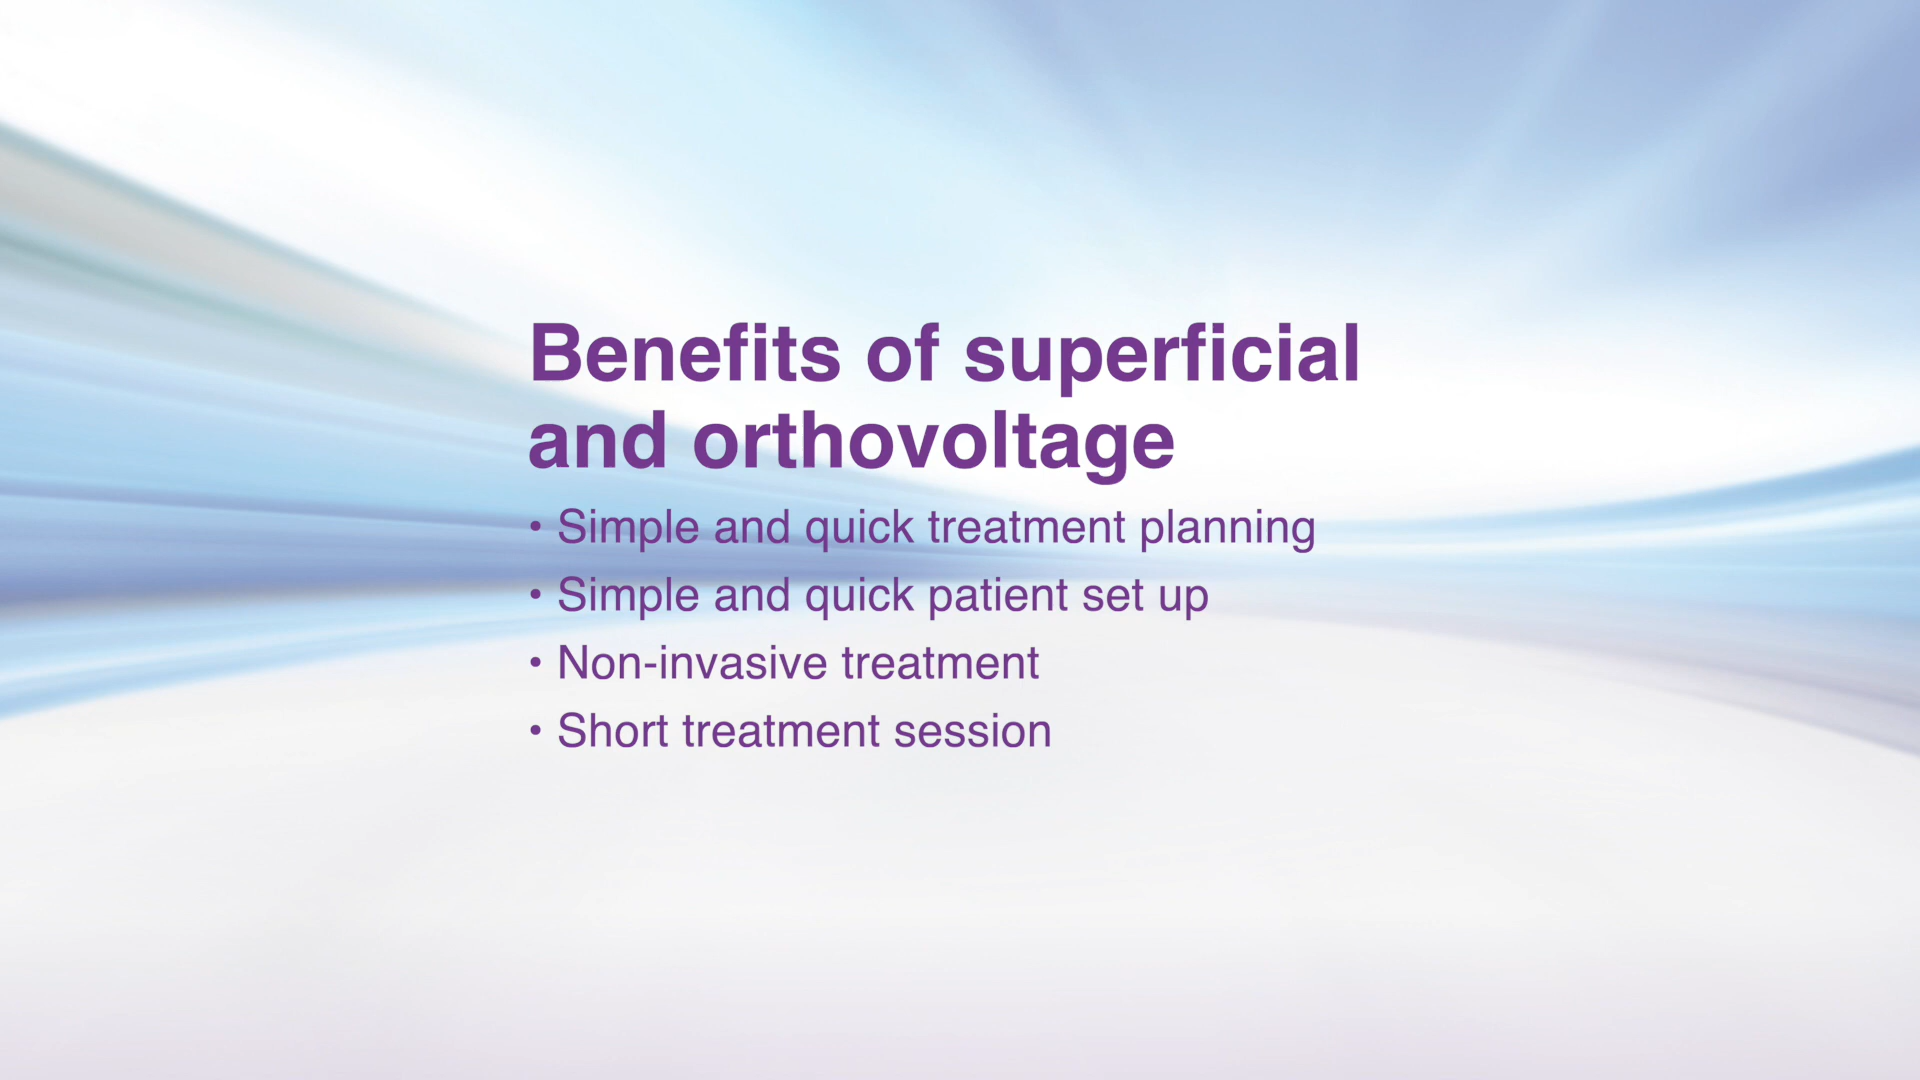 Benefits of superficial
and orthovoltage
• Simple and quick treatment planning
• Simple and quick patient set up
• Non-invasive treatment
• Short treatment session